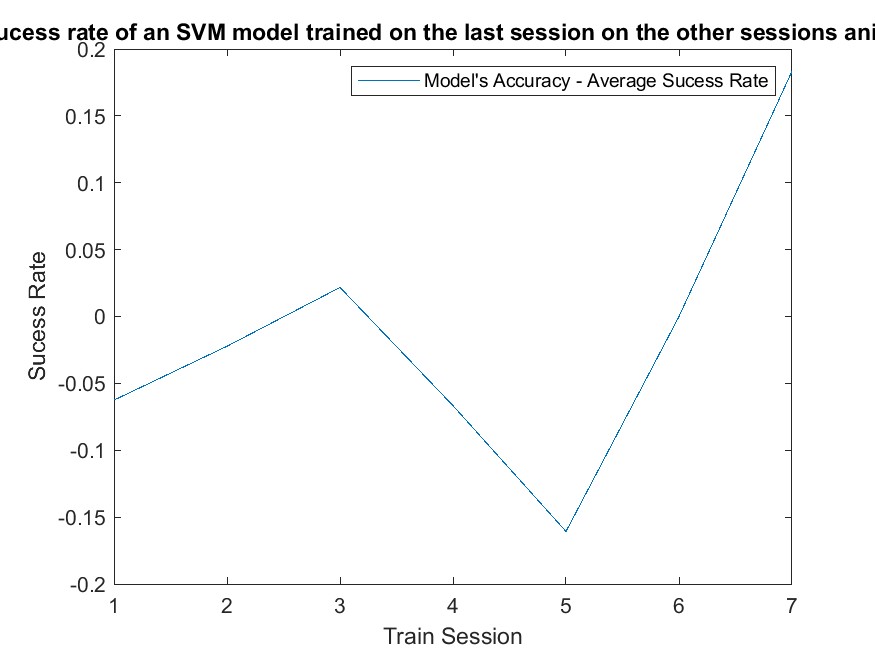 ucess rate of an SVM model trained on the last session on the other sessions ani
0.2
Model's Accuracy - Average Sucess Rate
0.15
0.1
0.05
0
-0.05
-0.1
-0.15
-0.2
Sucess Rate
1 2 3 4 5 6 7
Train Session